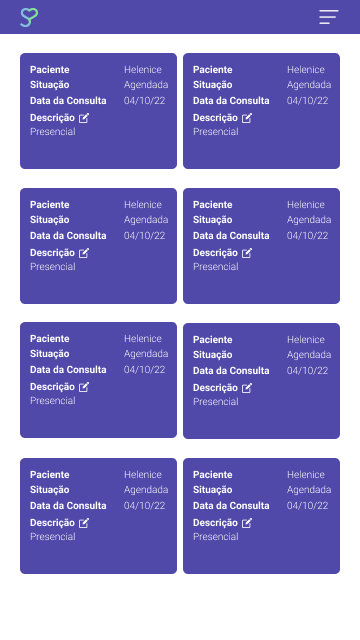 Paciente Helenice
Situação Agendada
Data da Consulta 04/10/22
Descrição
Presencial
Paciente Helenice
Situação Agendada
Data da Consulta 04/10/22
Descrição
Presencial
Paciente Helenice
Situação Agendada
Data da Consulta 04/10/22
Descrição
Presencial
Paciente Helenice
Situação Agendada
Data da Consulta 04/10/22
Descrição
Presencial
Paciente Helenice
Situação Agendada
Data da Consulta 04/10/22
Descrição
Presencial
Paciente Helenice
Situação Agendada
Data da Consulta 04/10/22
Descrição
Presencial
Paciente Helenice
Situação Agendada
Data da Consulta 04/10/22
Descrição
Presencial
Paciente Helenice
Situação Agendada
Data da Consulta 04/10/22
Descrição
Presencial